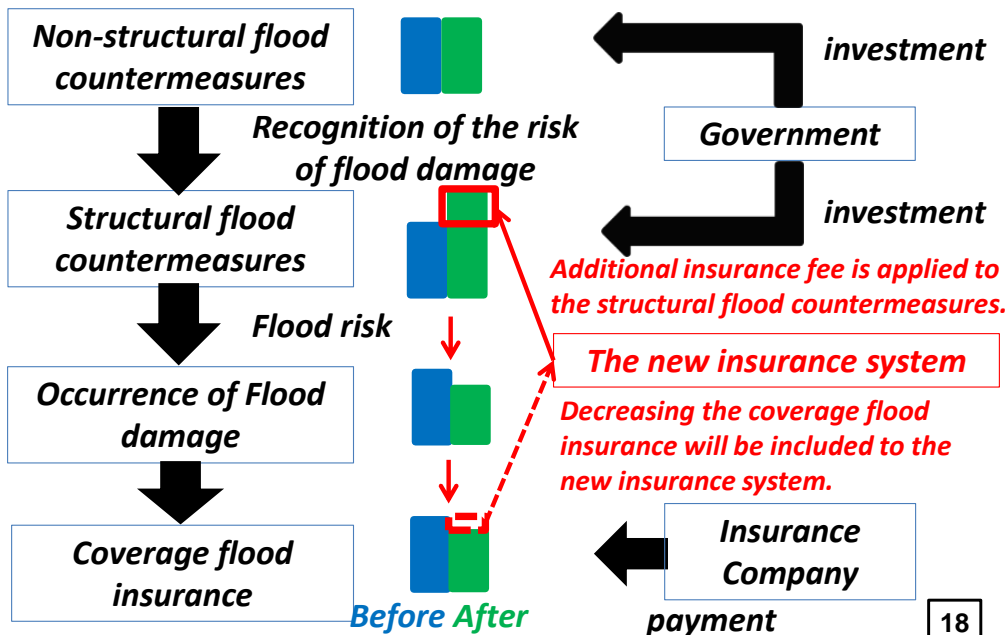 Non-structural flood
countermeasures
investment
Government
Recognition of the risk
of flood damage
Structural flood
countermeasures
investment
Additional insurance fee is applied to
the structural flood countermeasures.
Flood risk
The new insurance system
Occurrence of Flood
damage
Decreasing the coverage flood
insurance will be included to the
new insurance system.
Coverage flood
insurance
Insurance
Company
Before After
payment
18